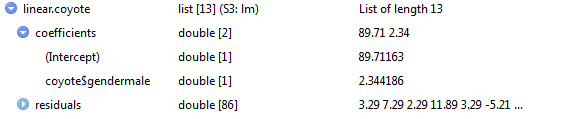 linear.coyote list [13] (S3: lm) List of length 13
coefficients double [2] 89.71 2.34
(Intercept) double [1] 89.71163
coyote$gendermale double [1] 2.344186
residuals double [86] 3.29 7.29 2.29 11.89 3.29 -5.21 ...